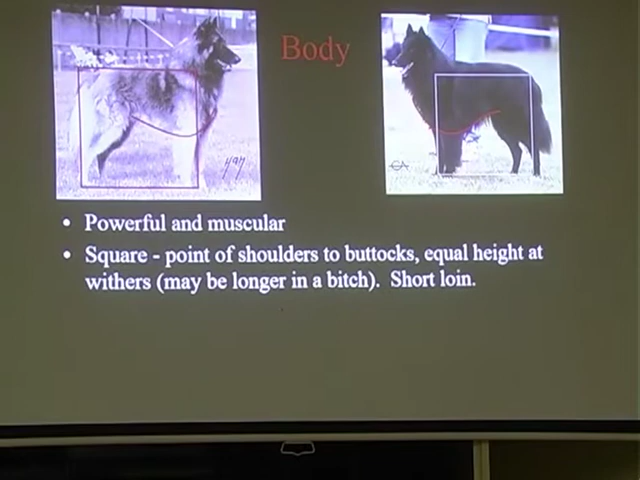 Body
• Powerful and muscular
• Square - point of shoulders to buttocks, equal height at
withers (may be longer in a bitch). Short loin.